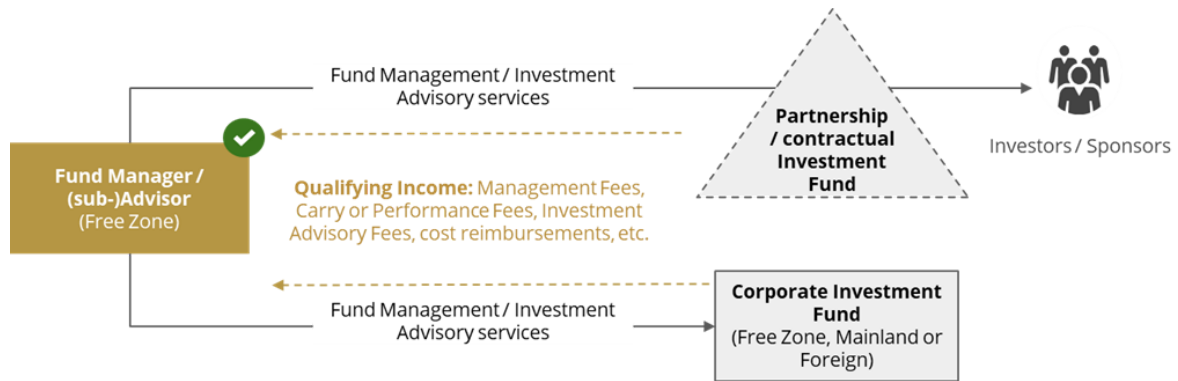 Fund Management / Investment
Advisory services
Partnership
/ contractual
Investment
Fund
Investors / Sponsors
Fund Manager /
(sub-)Advisor
(Free Zone)
Qualifying Income: Management Fees,
Carry or Performance Fees, Investment
Advisory Fees, cost reimbursements, etc.
Fund Management / Investment
Advisory services
Corporate Investment
Fund
(Free Zone, Mainland or
Foreign)